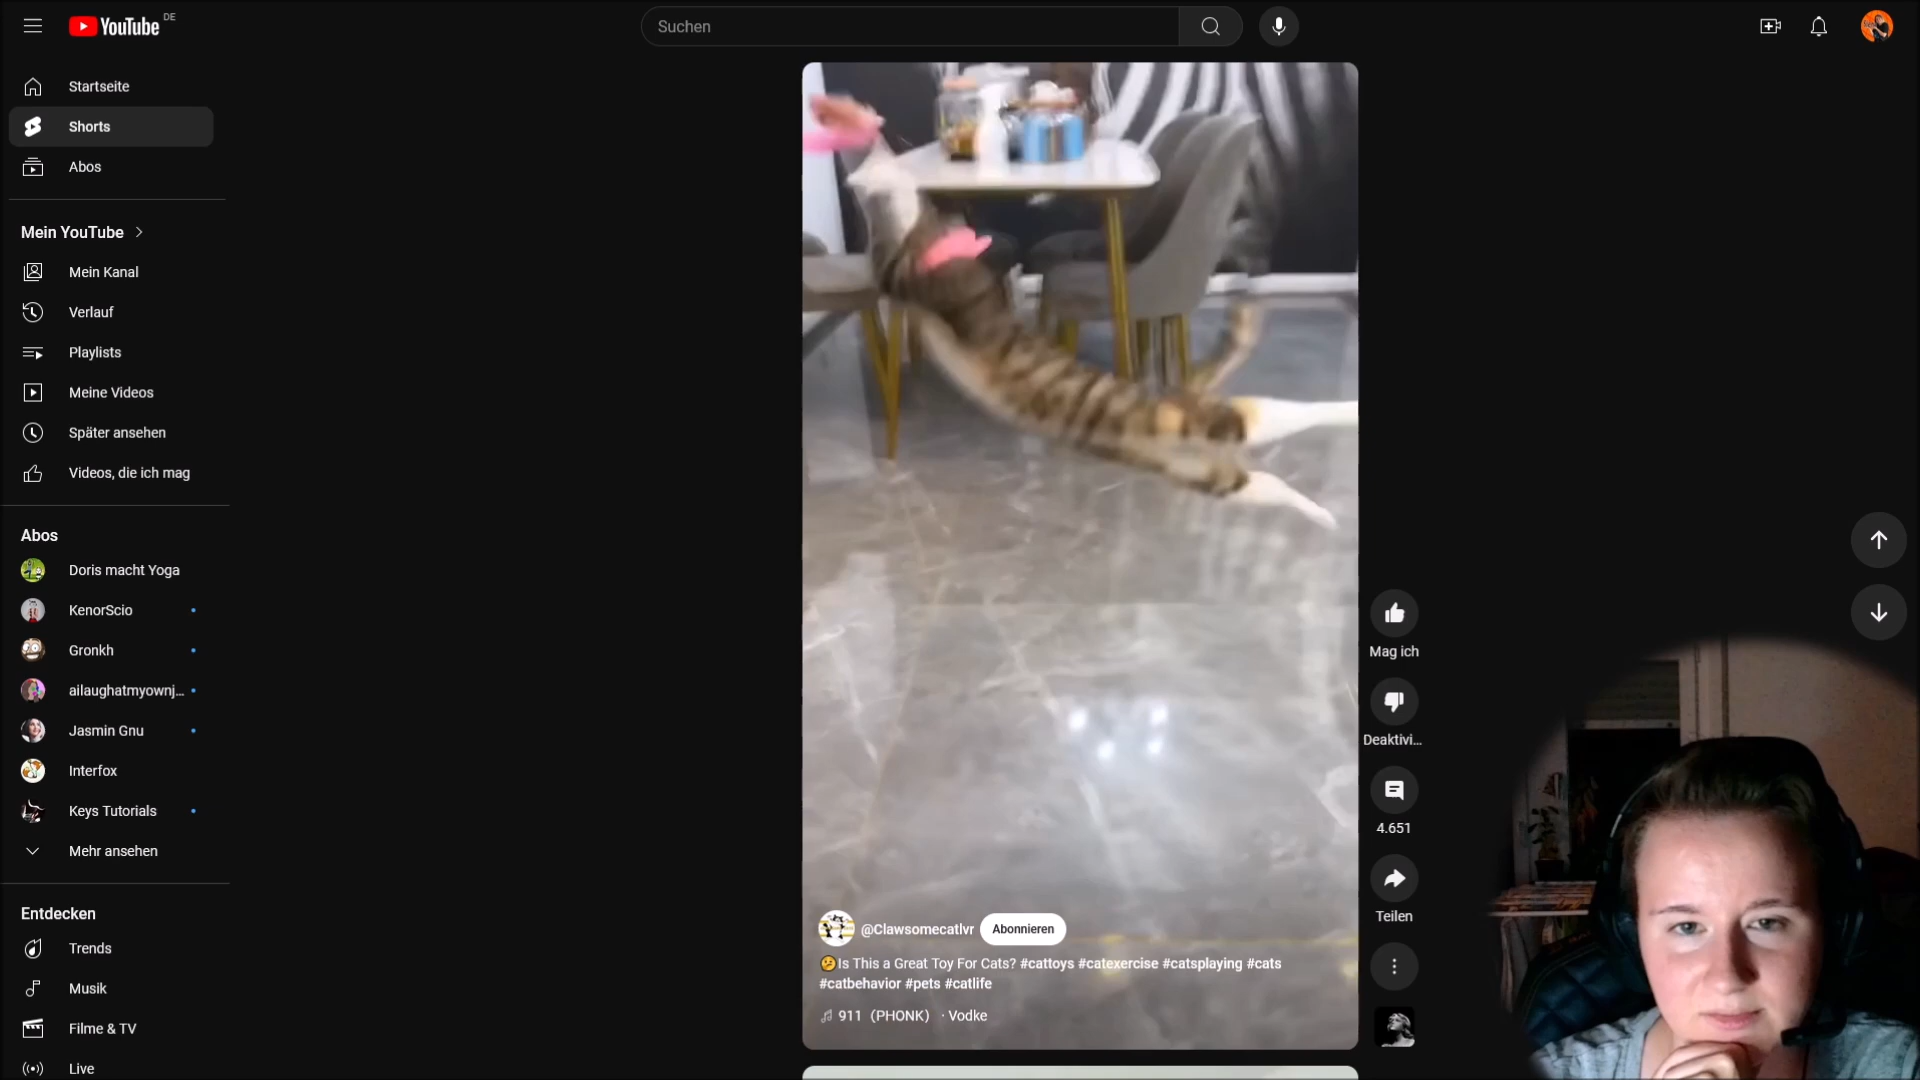 YouTube DE
Suchen
Startseite
Shorts
Abos
Mein YouTube
Mein Kanal
Verlauf
Playlists
Meine Videos
Später ansehen
Videos, die ich mag
Abos
Doris macht Yoga
KenorScio
Gronkh
ailaughatmyownj...
Jasmin Gnu
Interfox
Keys Tutorials
Mehr ansehen
Entdecken
Trends
Musik
Filme & TV
Live
@Clawsomecatlvr Abonnieren
🫤Is This a Great Toy For Cats? #cattoys #catexercise #catsplaying #cats
#catbehavior #pets #catlife
911 (PHONK) · Vodke
Mag ich
Deaktivi...
4.651
Teilen